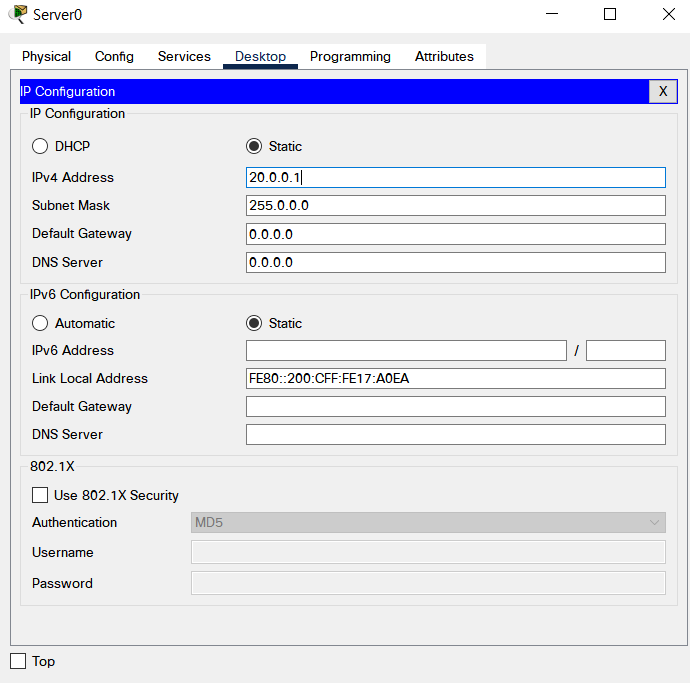 Server0
Physical Config Services Desktop Programming Attributes
IP Configuration X
IP Configuration
DHCP Static
IPv4 Address 20.0.0.1
Subnet Mask 255.0.0.0
Default Gateway 0.0.0.0
DNS Server 0.0.0.0
IPv6 Configuration
Automatic Static
IPv6 Address /
Link Local Address FE80::200:CFF:FE17:A0EA
Default Gateway
DNS Server
802.1X
Use 802.1X Security
Authentication MD5
Username
Password
Top